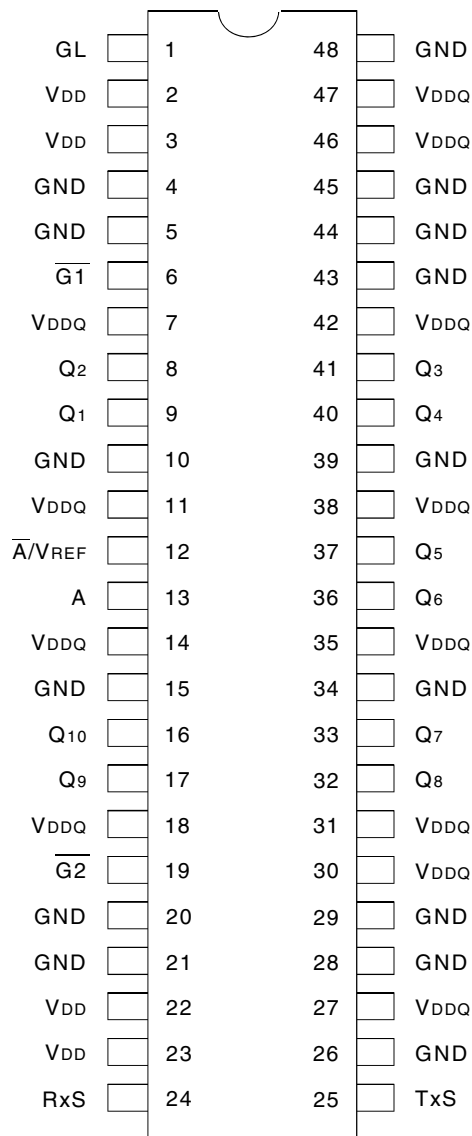 GL 1 48 GND
VDD 2 47 VDDQ
VDD 3 46 VDDQ
GND 4 45 GND
GND 5 44 GND
G̅1̅ 6 43 GND
VDDQ 7 42 VDDQ
Q2 8 41 Q3
Q1 9 40 Q4
GND 10 39 GND
VDDQ 11 38 VDDQ
A̅/VREF 12 37 Q5
A 13 36 Q6
VDDQ 14 35 VDDQ
GND 15 34 GND
Q10 16 33 Q7
Q9 17 32 Q8
VDDQ 18 31 VDDQ
G̅2̅ 19 30 VDDQ
GND 20 29 GND
GND 21 28 GND
VDD 22 27 VDDQ
VDD 23 26 GND
RxS 24 25 TxS